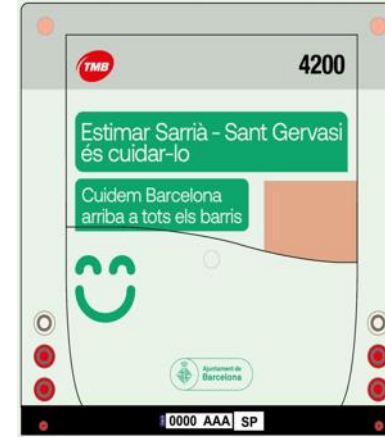 TMB
4200
Estimar Sarrià - Sant Gervasi
és cuidar-lo
Cuidem Barcelona
arriba a tots els barris
Ajuntament de
Barcelona
0000 AAA SP